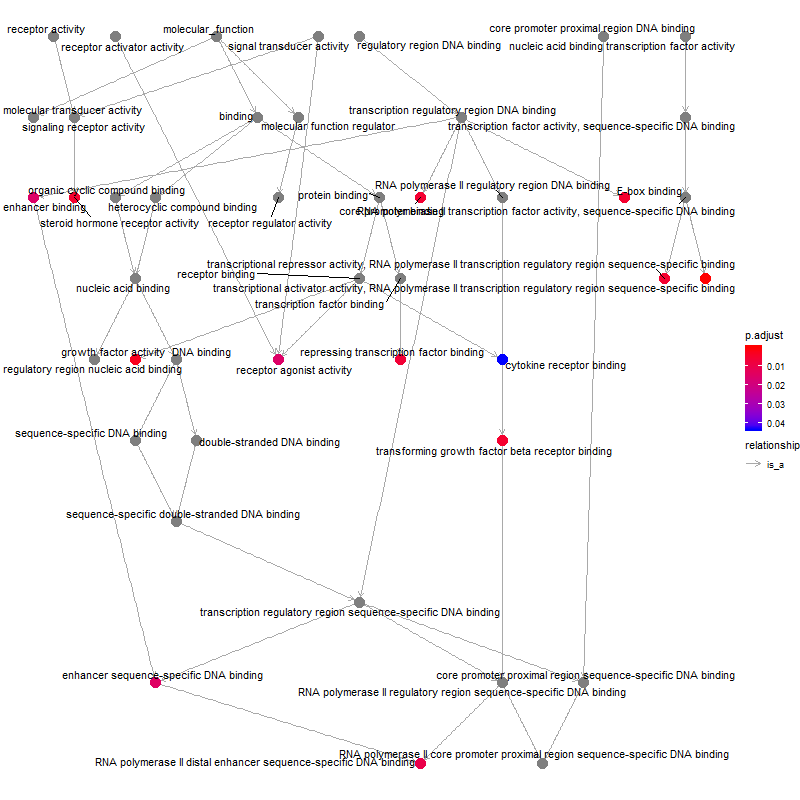 receptor activity
molecular_function
core promoter proximal region DNA binding
receptor activator activity
signal transducer activity
regulatory region DNA binding
nucleic acid binding transcription factor activity
molecular transducer activity
binding
transcription regulatory region DNA binding
signaling receptor activity
molecular function regulator
transcription factor activity, sequence-specific DNA binding
organic cyclic compound binding
protein binding
RNA polymerase II regulatory region DNA binding
E-box binding
enhancer binding
heterocyclic compound binding
core promoter binding
RNA polymerase II transcription factor activity, sequence-specific DNA binding
steroid hormone receptor activity
receptor regulator activity
transcriptional repressor activity, RNA polymerase II transcription regulatory region sequence-specific binding
receptor binding
nucleic acid binding
transcriptional activator activity, RNA polymerase II transcription regulatory region sequence-specific binding
transcription factor binding
growth factor activity
DNA binding
repressing transcription factor binding
regulatory region nucleic acid binding
receptor agonist activity
cytokine receptor binding
sequence-specific DNA binding
double-stranded DNA binding
transforming growth factor beta receptor binding
sequence-specific double-stranded DNA binding
transcription regulatory region sequence-specific DNA binding
enhancer sequence-specific DNA binding
core promoter proximal region sequence-specific DNA binding
RNA polymerase II regulatory region sequence-specific DNA binding
RNA polymerase II core promoter proximal region sequence-specific DNA binding
RNA polymerase II distal enhancer sequence-specific DNA binding
p.adjust
0.01
0.02
0.03
0.04
relationship
is_a